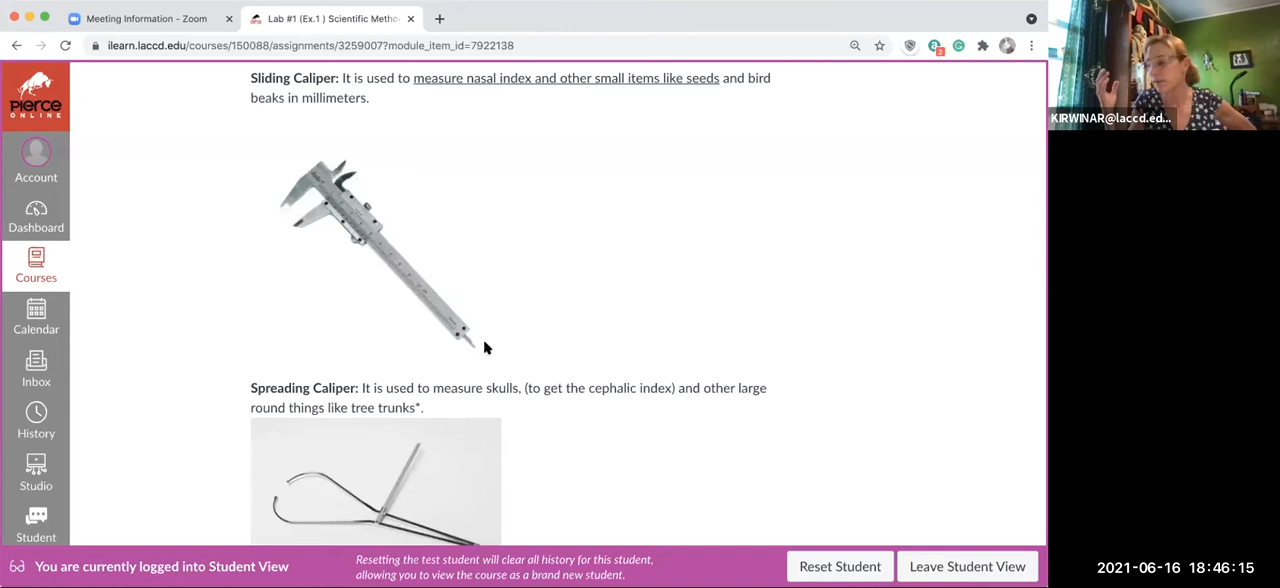 Meeting Information - Zoom
Lab #1 (Ex.1 ) Scientific Metho
ilearn.laccd.edu/courses/150088/assignments/3259007?module_item_id=7922138
2
KIRWINAR@laccd.ed...
PIERCE
ONLINE
Account
Dashboard
Courses
Calendar
Inbox
History
Studio
Student
Sliding Caliper: It is used to measure nasal index and other small items like seeds and bird
beaks in millimeters.
Spreading Caliper: It is used to measure skulls, (to get the cephalic index) and other large
round things like tree trunks*.
You are currently logged into Student View
Resetting the test student will clear all history for this student,
allowing you to view the course as a brand new student.
Reset Student
Leave Student View
2021-06-16 18:46:15